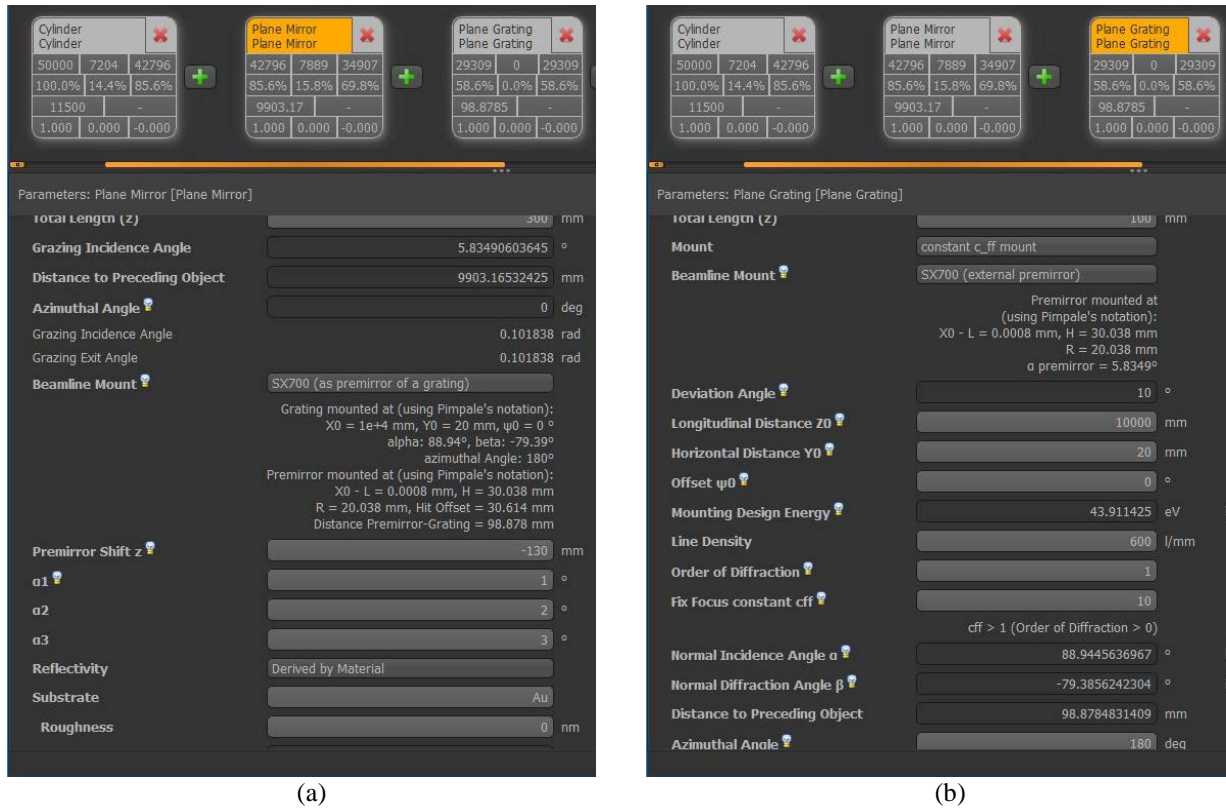 Cylinder
Cylinder
50000 7204 42796
100.0% 14.4% 85.6%
11500 -
1.000 0.000 -0.000
Plane Mirror
Plane Mirror
42796 7889 34907
85.6% 15.8% 69.8%
9903.17 -
1.000 0.000 -0.000
Plane Grating
Plane Grating
29309 0 29309
58.6% 0.0% 58.6%
98.8785 -
1.000 0.000 -0.000
Parameters: Plane Mirror [Plane Mirror]
Total Length (z) 300 mm
Grazing Incidence Angle 5.83490603645 °
Distance to Preceding Object 9903.16532425 mm
Azimuthal Angle 0 deg
Grazing Incidence Angle 0.101838 rad
Grazing Exit Angle 0.101838 rad
Beamline Mount SX700 (as premirror of a grating)
Grating mounted at (using Pimpale's notation):
X0 = 1e+4 mm, Y0 = 20 mm, ψ0 = 0 °
alpha: 88.94°, beta: -79.39°
azimuthal Angle: 180°
Premirror mounted at (using Pimpale's notation):
X0 - L = 0.0008 mm, H = 30.038 mm
R = 20.038 mm, Hit Offset = 30.614 mm
Distance Premirror-Grating = 98.878 mm
Premirror Shift z -130 mm
α1 1 °
α2 2 °
α3 3 °
Reflectivity Derived by Material
Substrate Au
Roughness 0 nm
(a)
Cylinder
Cylinder
50000 7204 42796
100.0% 14.4% 85.6%
11500 -
1.000 0.000 -0.000
Plane Mirror
Plane Mirror
42796 7889 34907
85.6% 15.8% 69.8%
9903.17 -
1.000 0.000 -0.000
Plane Grating
Plane Grating
29309 0 29309
58.6% 0.0% 58.6%
98.8785 -
1.000 0.000 -0.000
Parameters: Plane Grating [Plane Grating]
Total Length (z) 100 mm
Mount constant c_ff mount
Beamline Mount SX700 (external premirror)
Premirror mounted at
(using Pimpale's notation):
X0 - L = 0.0008 mm, H = 30.038 mm
R = 20.038 mm
α premirror = 5.8349°
Deviation Angle 10 °
Longitudinal Distance Z0 10000 mm
Horizontal Distance Y0 20 mm
Offset ψ0 0 °
Mounting Design Energy 43.911425 eV
Line Density 600 l/mm
Order of Diffraction 1
Fix Focus constant cff 10
cff > 1 (Order of Diffraction > 0)
Normal Incidence Angle α 88.9445636967 °
Normal Diffraction Angle β -79.3856242304 °
Distance to Preceding Object 98.8784831409 mm
Azimuthal Angle 180 deg
(b)